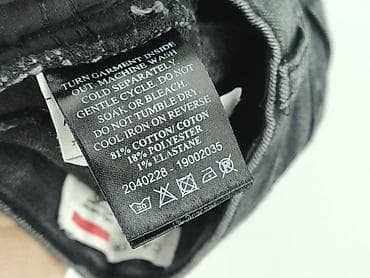 TURN GARMENT INSIDE
OUT. MACHINE WASH
COLD SEPARATELY
GENTLE CYCLE. DO NOT
SOAK, OR BLEACH
DO NOT TUMBLE DRY
COOL IRON ON REVERSE
81% COTTON/COTON
18% POLYESTER
1% ELASTANE
2040228 - 19002035
30